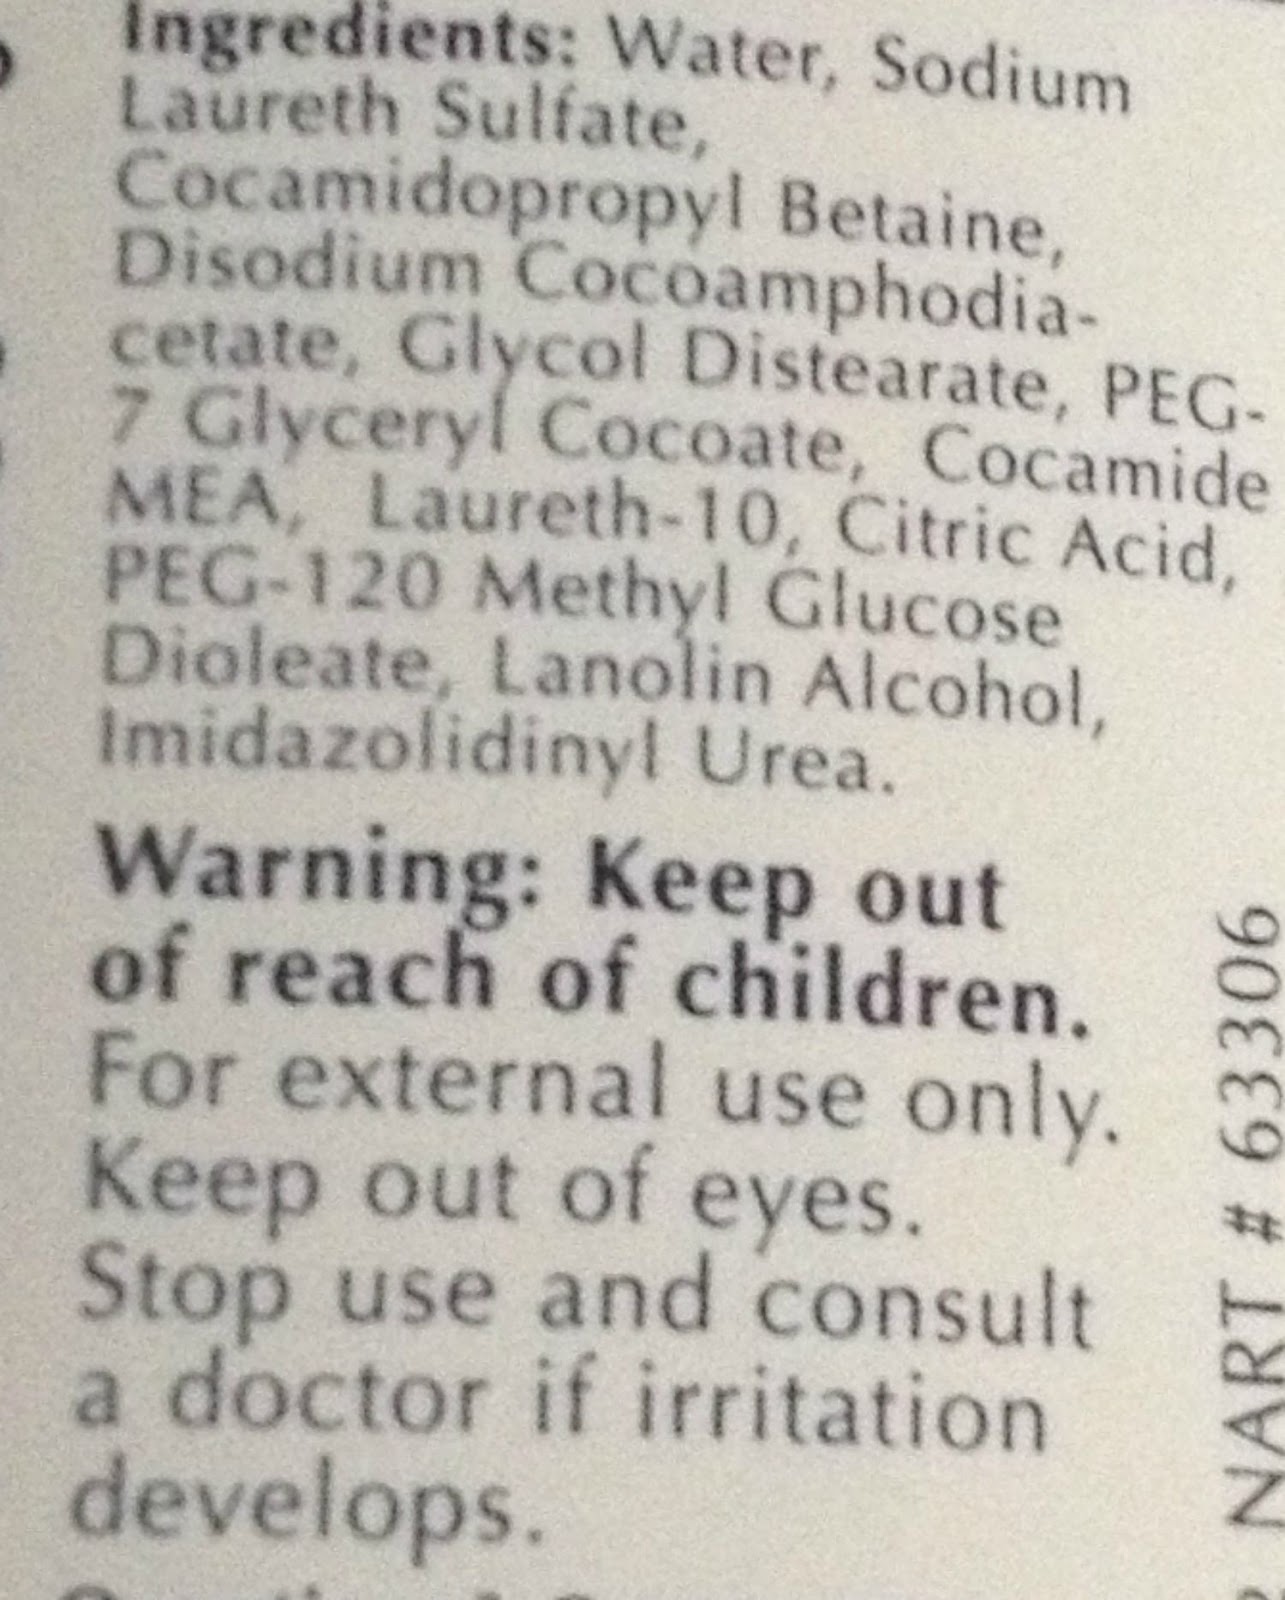 Ingredients: Water, Sodium
Laureth Sulfate,
Cocamidopropyl Betaine,
Disodium Cocoamphodia-
cetate, Glycol Distearate, PEG-
7 Glyceryl Cocoate, Cocamide
MEA, Laureth-10, Citric Acid,
PEG-120 Methyl Glucose
Dioleate, Lanolin Alcohol,
Imidazolidinyl Urea.
Warning: Keep out
of reach of children.
For external use only.
Keep out of eyes.
Stop use and consult
a doctor if irritation
develops.
NART # 63306